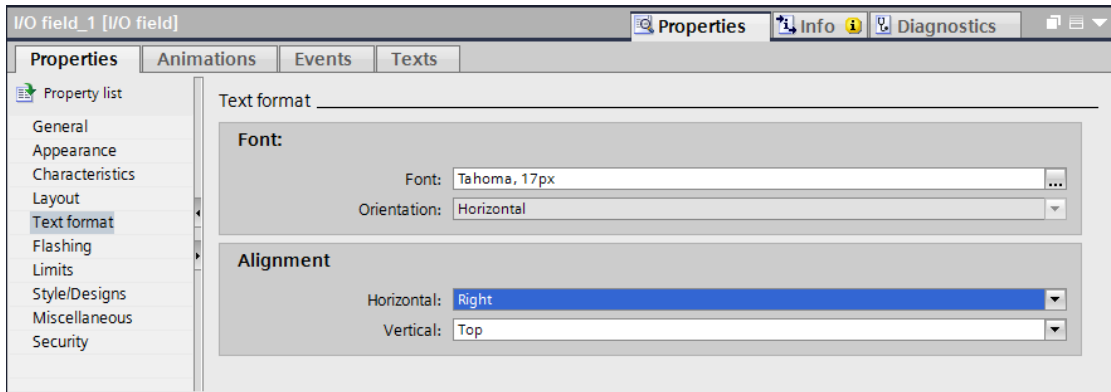 I/O field_1 [I/O field]
Properties Info Diagnostics
Properties Animations Events Texts
Property list
General
Appearance
Characteristics
Layout
Text format
Flashing
Limits
Style/Designs
Miscellaneous
Security
Text format
Font:
Font: Tahoma, 17px ...
Orientation: Horizontal
Alignment
Horizontal: Right
Vertical: Top